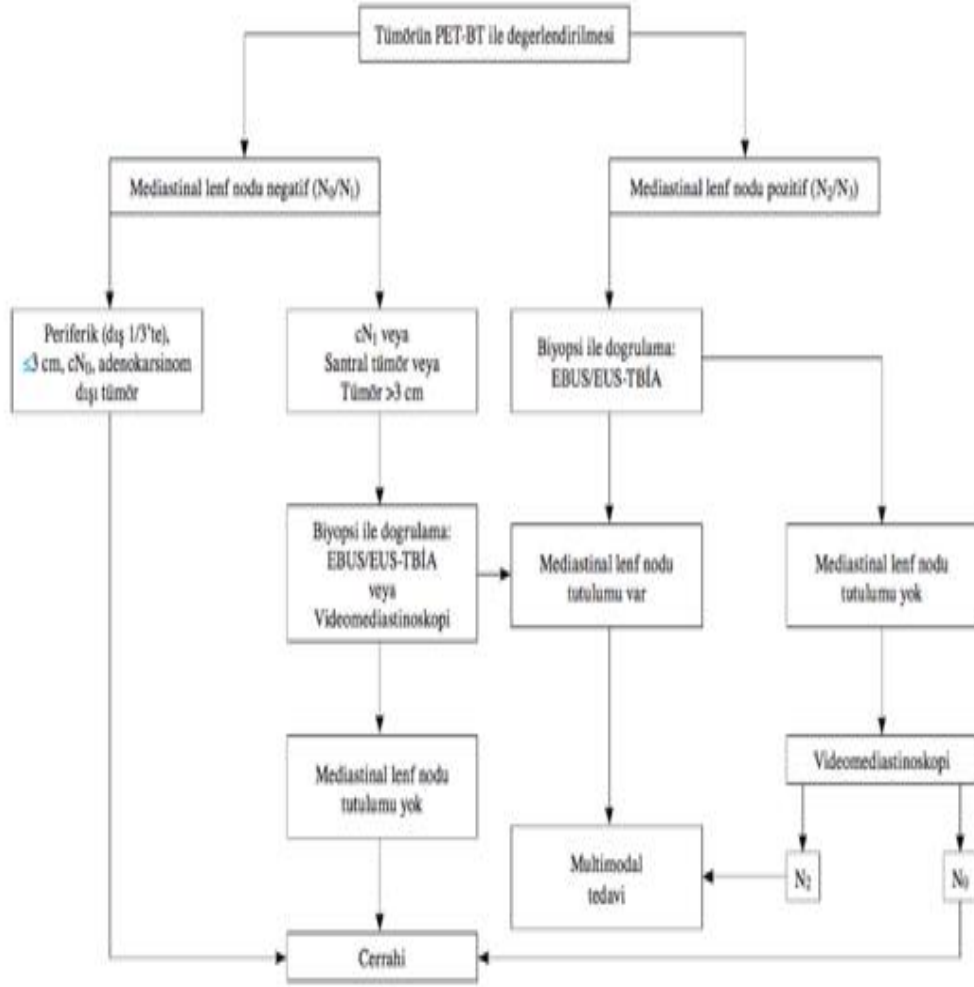 Tümörün PET-BT ile degerlendirilmesi
Mediastinal lenf nodu negatif (N₀/N₁)
Mediastinal lenf nodu pozitif (N₂/N₃)
Periferik (dış 1/3'te),
≤3 cm, cN₀, adenokarsinom
dışı tümör
cN₁ veya
Santral tümör veya
Tümör >3 cm
Biyopsi ile dogrulama:
EBUS/EUS-TBİA
Biyopsi ile dogrulama:
EBUS/EUS-TBİA
veya
Videomediastinoskopi
Mediastinal lenf nodu
tutulumu var
Mediastinal lenf nodu
tutulumu yok
Mediastinal lenf nodu
tutulumu yok
Videomediastinoskopi
Multimodal
tedavi
N₂
N₀
Cerrahi